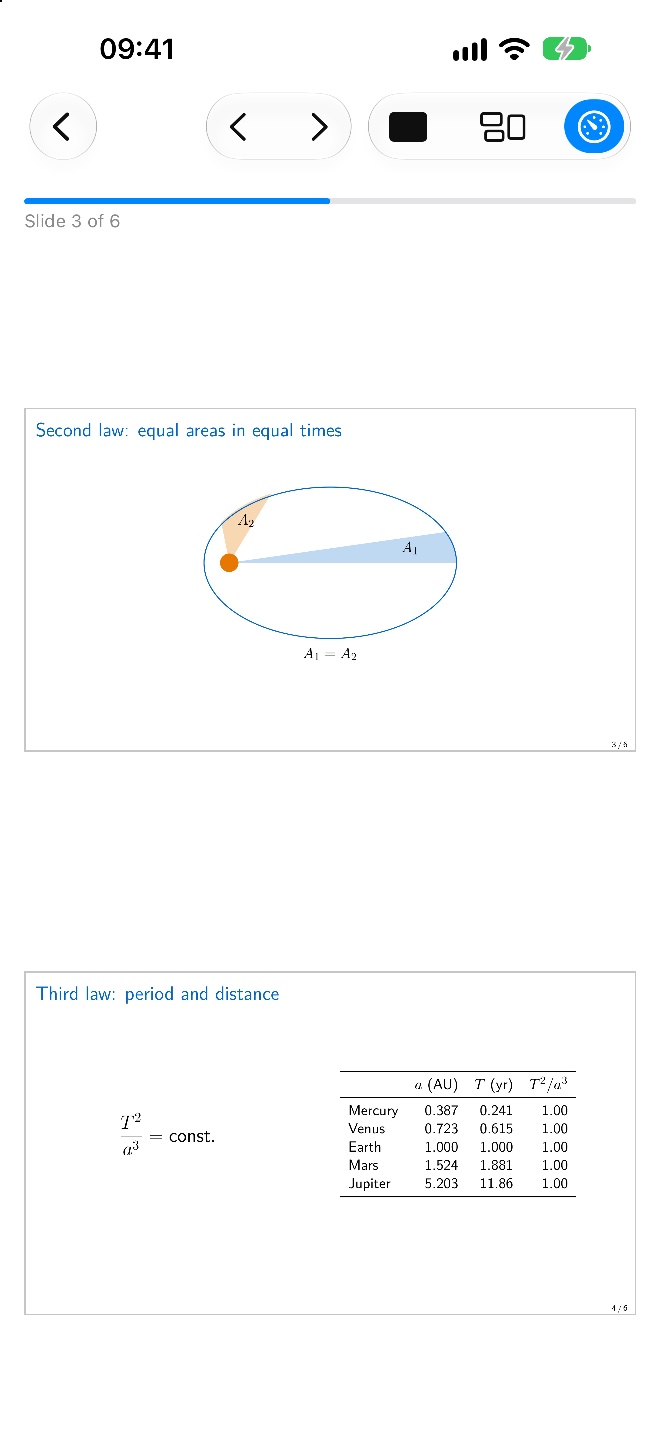 09:41
Slide 3 of 6
Second law: equal areas in equal times
A₂
A₁
A₁ = A₂
3 / 6
Third law: period and distance
T²/a³ = const.
a (AU) T (yr) T²/a³
Mercury 0.387 0.241 1.00
Venus 0.723 0.615 1.00
Earth 1.000 1.000 1.00
Mars 1.524 1.881 1.00
Jupiter 5.203 11.86 1.00
4 / 6